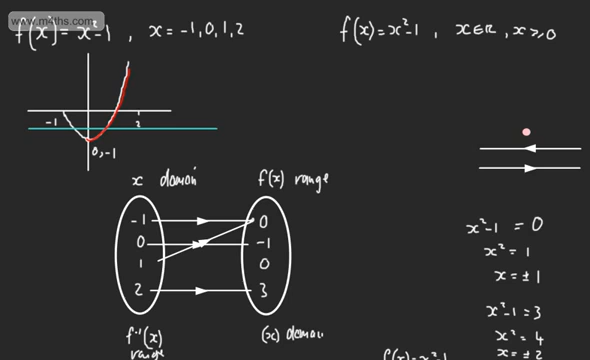 www.m4ths.com
f(x) = x²-1 , x = -1, 0, 1, 2
f(x) = x²-1 , x∈R, x⩾0
-1
2
0, -1
x domain
f(x) range
-1
0
1
2
0
-1
0
3
f⁻¹(x)
range
(x) domain
x²-1 = 0
x² = 1
x = ±1
x²-1 = 3
x² = 4
x = ±2
f(x) = x²-1